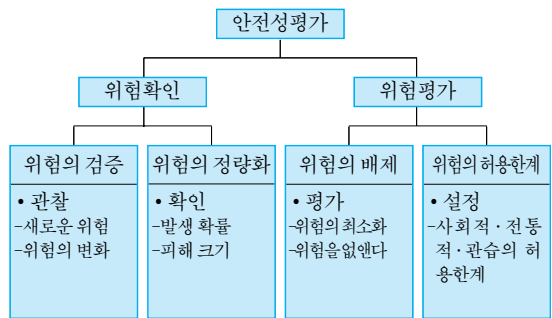 안전성평가
위험확인
위험평가
위험의 검증
• 관찰
-새로운 위험
-위험의 변화
위험의 정량화
• 확인
-발생 확률
-피해 크기
위험의 배제
• 평가
-위험의최소화
-위험을없앤다
위험의허용한계
• 설정
-사회적·전통
적·관습의 허
용한계